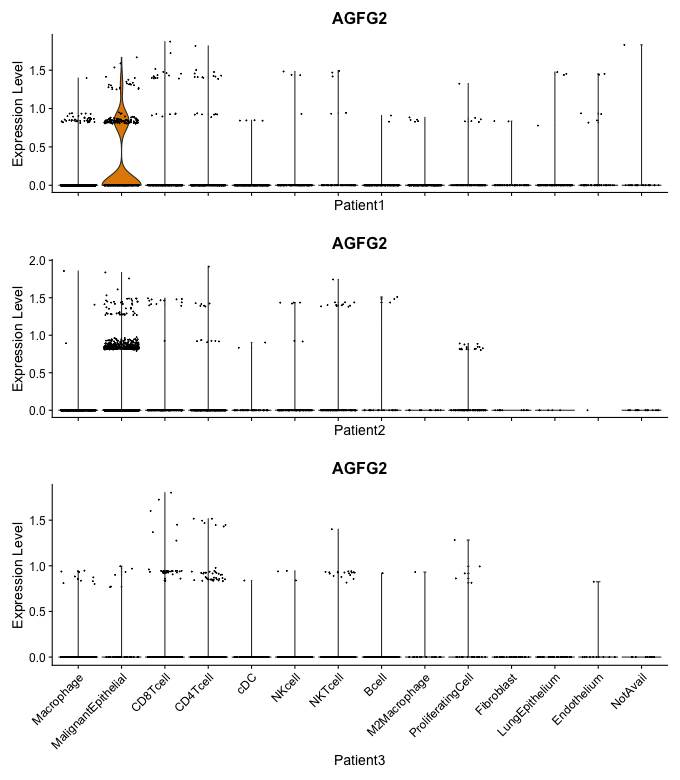 AGFG2
Expression Level
1.5
1.0
0.5
0.0
Patient1
AGFG2
Expression Level
2.0
1.5
1.0
0.5
0.0
Patient2
AGFG2
Expression Level
1.5
1.0
0.5
0.0
Macrophage
MalignantEpithelial
CD8Tcell
CD4Tcell
cDC
NKcell
NKTcell
Bcell
M2Macrophage
ProliferatingCell
Fibroblast
LungEpithelium
Endothelium
NotAvail
Patient3